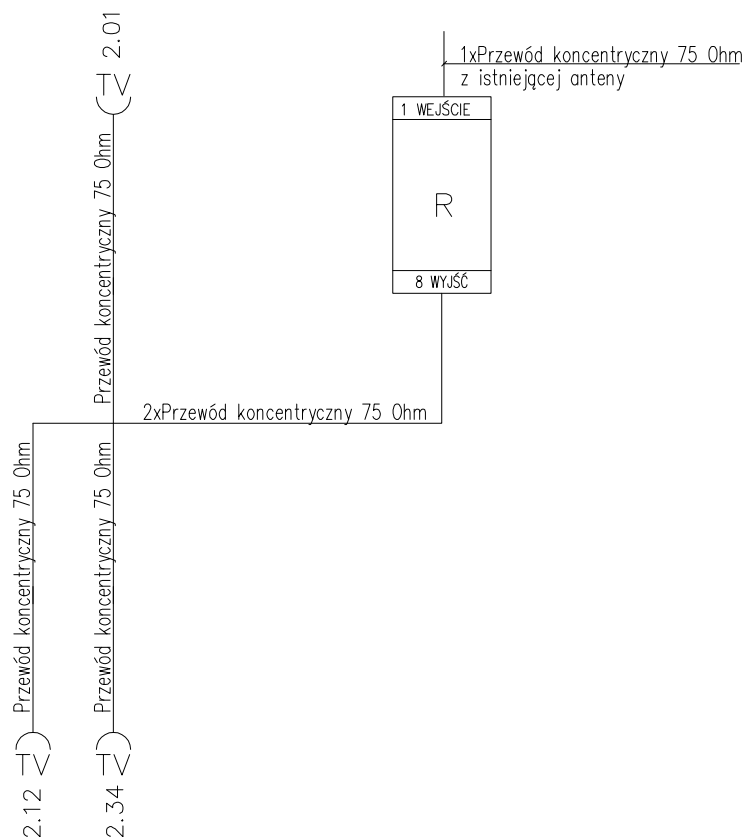 2.01
TV
Przewód koncentryczny 75 Ohm
1xPrzewód koncentryczny 75 Ohm
z istniejącej anteny
1 WEJŚCIE
R
8 WYJŚĆ
2xPrzewód koncentryczny 75 Ohm
Przewód koncentryczny 75 Ohm
Przewód koncentryczny 75 Ohm
TV
2.12
TV
2.34